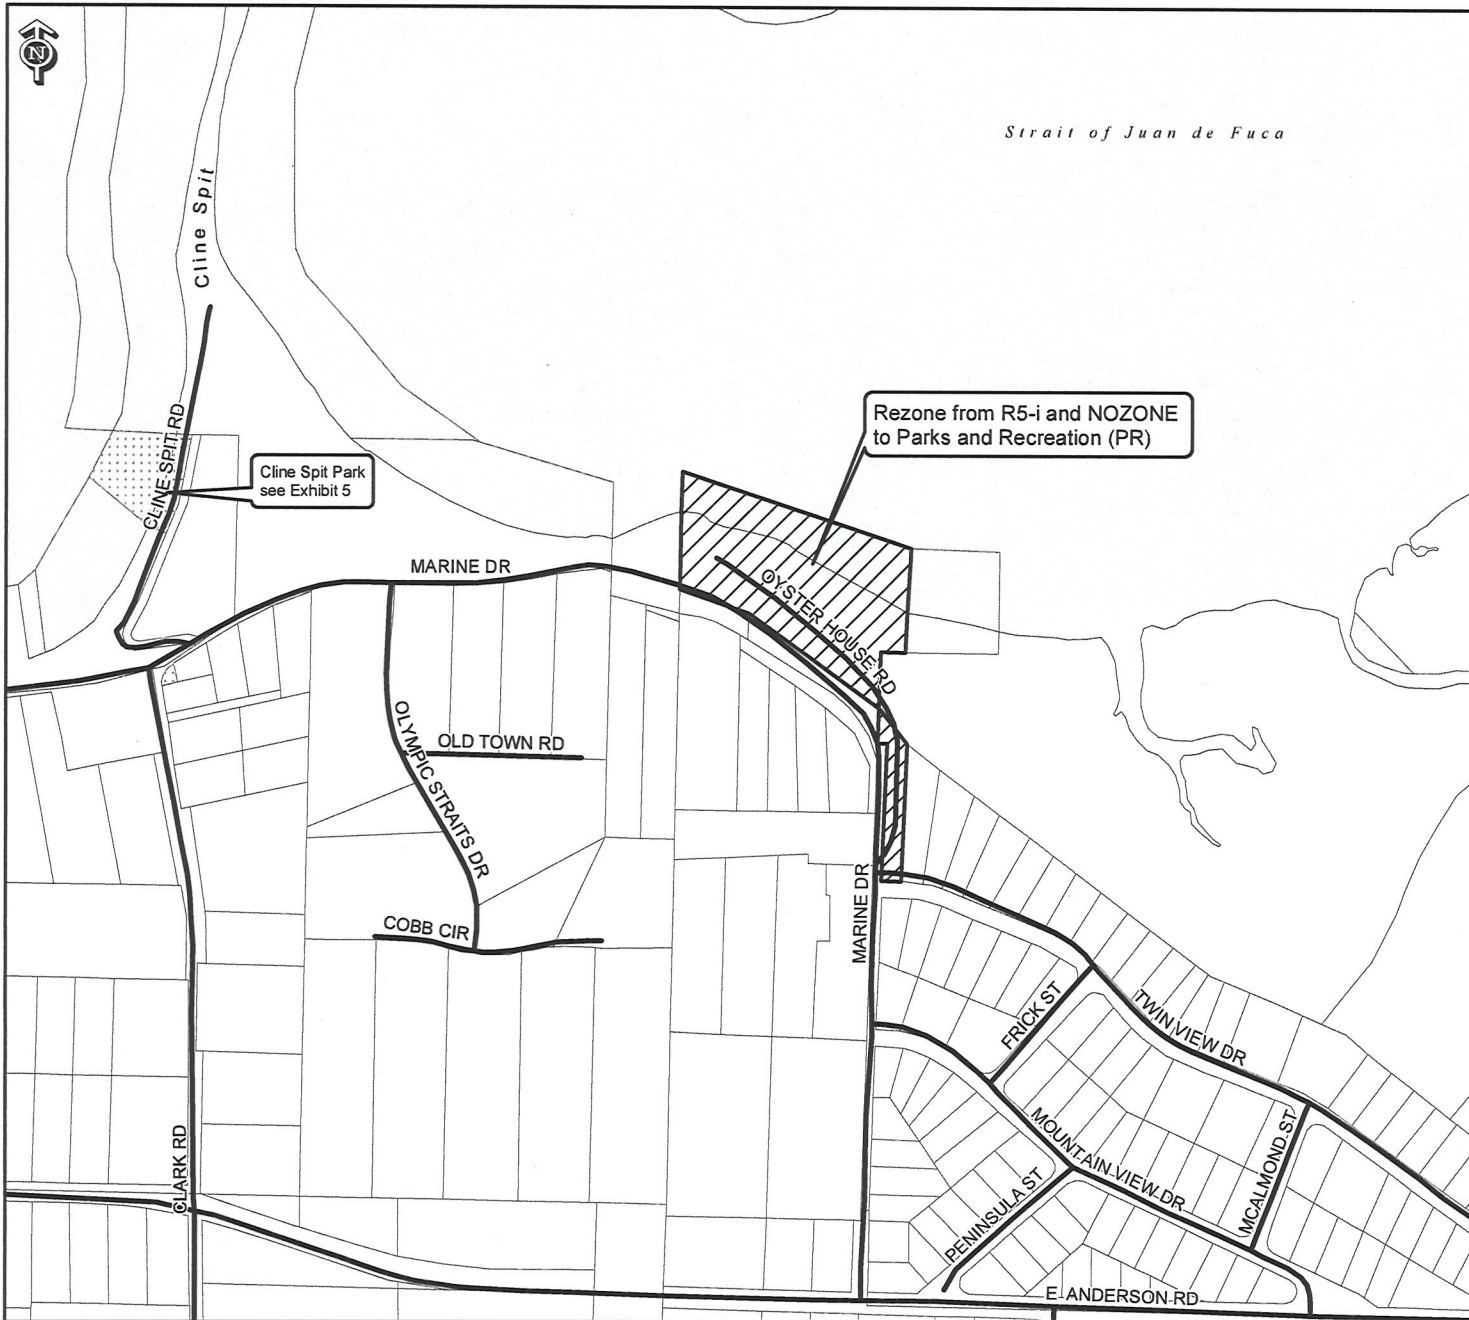 N
Strait of Juan de Fuca
Cline Spit
Rezone from R5-i and NOZONE
to Parks and Recreation (PR)
CLINE SPIT RD
Cline Spit Park
see Exhibit 5
MARINE DR
OYSTER HOUSE RD
OLYMPIC STRAITS DR
OLD TOWN RD
MARINE DR
COBB CIR
FRICK ST
TWIN VIEW DR
CLARK RD
MOUNTAIN VIEW DR
MCALMOND ST
PENINSULA ST
E ANDERSON RD